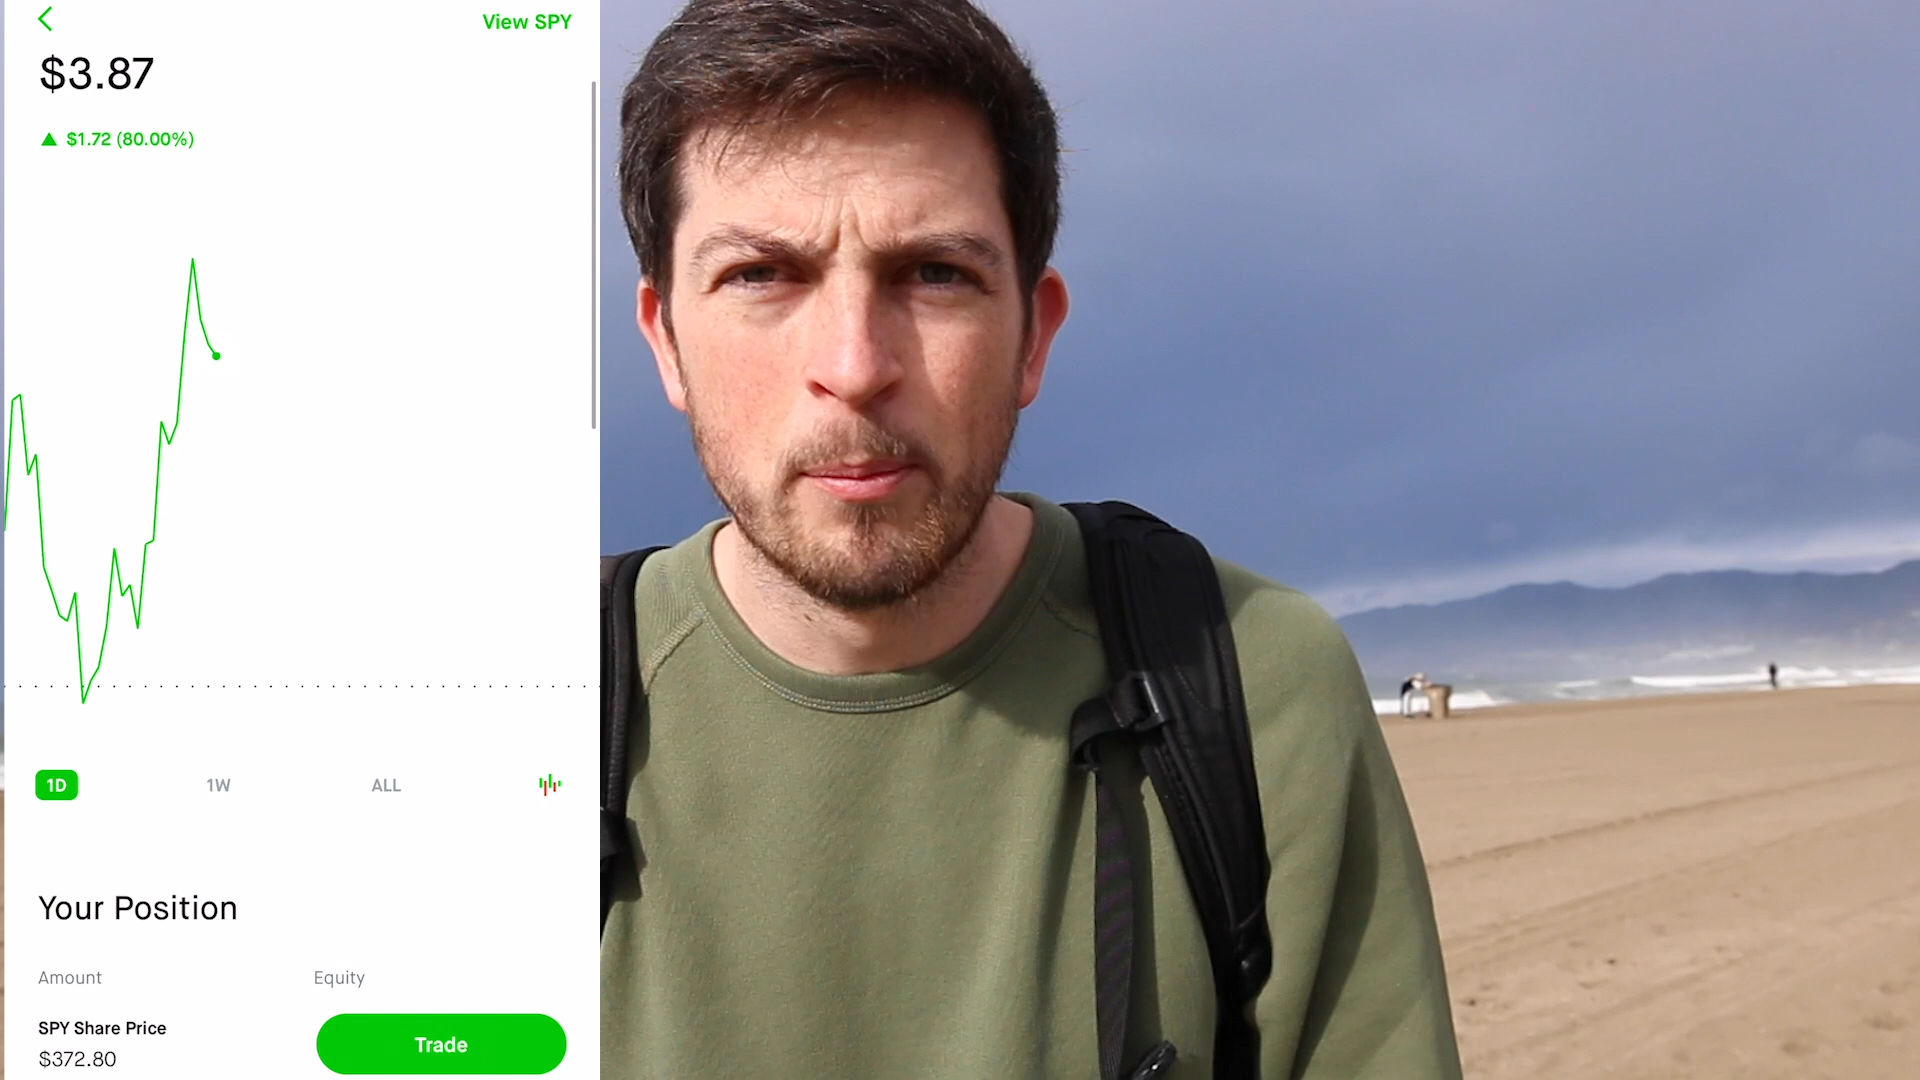 View SPY
$3.87
▲ $1.72 (80.00%)
1D 1W ALL
Your Position
Amount Equity
SPY Share Price
$372.80
Trade